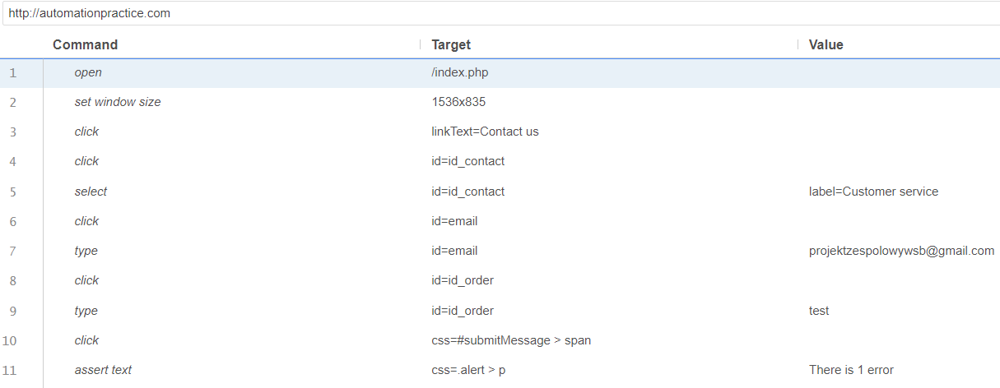 http://automationpractice.com
Command Target Value
1 open /index.php
2 set window size 1536x835
3 click linkText=Contact us
4 click id=id_contact
5 select id=id_contact label=Customer service
6 click id=email
7 type id=email projektzespolowywsb@gmail.com
8 click id=id_order
9 type id=id_order test
10 click css=#submitMessage > span
11 assert text css=.alert > p There is 1 error